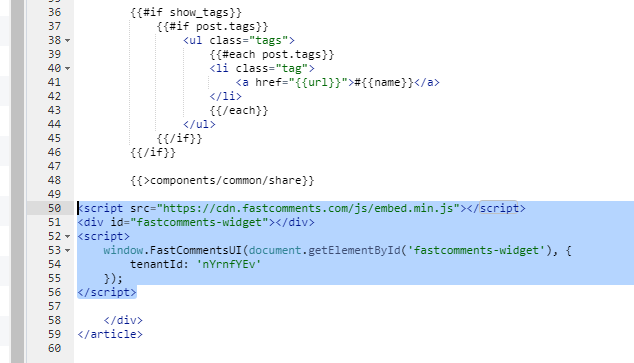 36 {{#if show_tags}}
37 {{#if post.tags}}
38 <ul class="tags">
39 {{#each post.tags}}
40 <li class="tag">
41 <a href="{{url}}">#{{name}}</a>
42 </li>
43 {{/each}}
44 </ul>
45 {{/if}}
46 {{/if}}
47
48 {{>components/common/share}}
49
50 <script src="https://cdn.fastcomments.com/js/embed.min.js"></script>
51 <div id="fastcomments-widget"></div>
52 <script>
53 window.FastCommentsUI(document.getElementById('fastcomments-widget'), {
54 tenantId: 'nYrnfYEv'
55 });
56 </script>
57
58 </div>
59 </article>
60